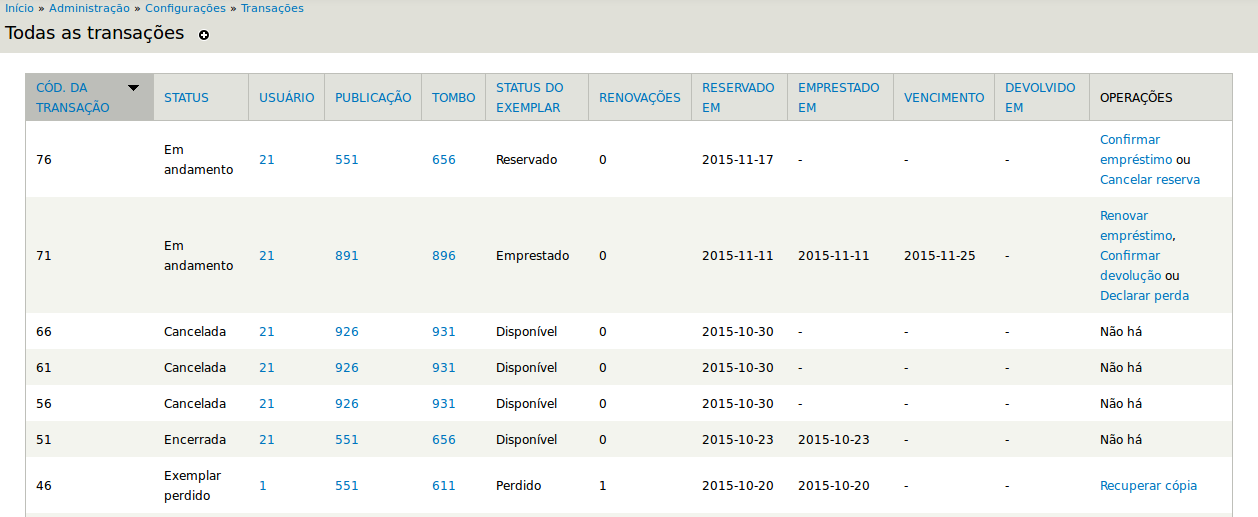 Início » Administração » Configurações » Transações
Todas as transações
CÓD. DA TRANSAÇÃO STATUS USUÁRIO PUBLICAÇÃO TOMBO STATUS DO EXEMPLAR RENOVAÇÕES RESERVADO EM EMPRESTADO EM VENCIMENTO DEVOLVIDO EM OPERAÇÕES
76 Em andamento 21 551 656 Reservado 0 2015-11-17 - - - Confirmar empréstimo ou Cancelar reserva
71 Em andamento 21 891 896 Emprestado 0 2015-11-11 2015-11-11 2015-11-25 - Renovar empréstimo, Confirmar devolução ou Declarar perda
66 Cancelada 21 926 931 Disponível 0 2015-10-30 - - - Não há
61 Cancelada 21 926 931 Disponível 0 2015-10-30 - - - Não há
56 Cancelada 21 926 931 Disponível 0 2015-10-30 - - - Não há
51 Encerrada 21 551 656 Disponível 0 2015-10-23 2015-10-23 - - Não há
46 Exemplar perdido 1 551 611 Perdido 1 2015-10-20 2015-10-20 - - Recuperar cópia